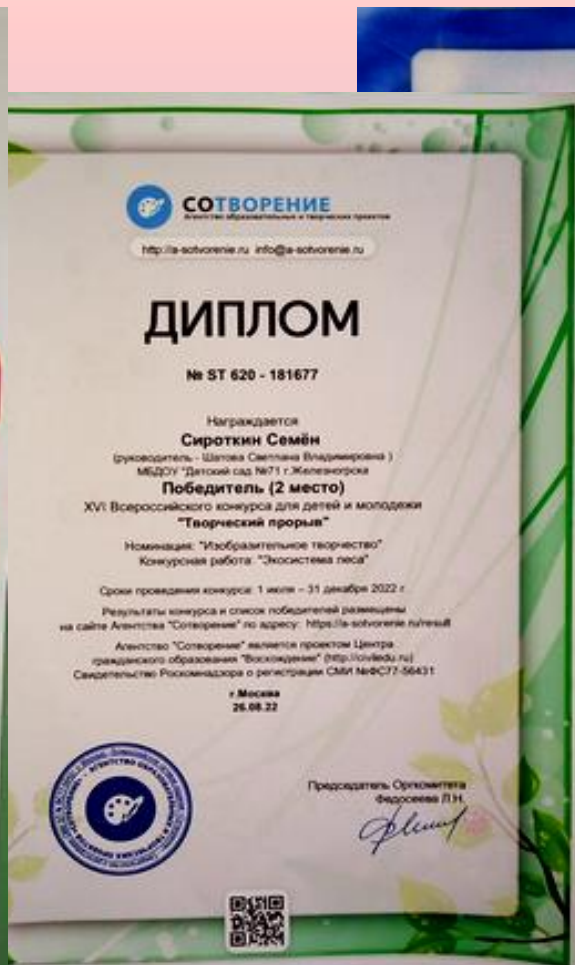 СОТВОРЕНИЕ
Агентство образовательных и творческих проектов
http://a-sotvorenie.ru info@a-sotvorenie.ru
ДИПЛОМ
№ ST 620 - 181677
Награждается
Сироткин Семён
(руководитель - Шатова Светлана Владимировна )
МБДОУ "Детский сад №71 г.Железногорска
Победитель (2 место)
XVI Всероссийского конкурса для детей и молодежи
"Творческий прорыв"
Номинация: "Изобразительное творчество"
Конкурсная работа: "Экосистема леса"
Сроки проведения конкурса: 1 июля – 31 декабря 2022 г.
Результаты конкурса и список победителей размещены
на сайте Агентства "Сотворение" по адресу: https://a-sotvorenie.ru/result
Агентство "Сотворение" является проектом Центра
гражданского образования "Восхождение" (http://civiledu.ru)
Свидетельство Роскомнадзора о регистрации СМИ №ФС77-56431
г.Москва
26.08.22
Председатель Оргкомитета
Федосеева Л.Н.